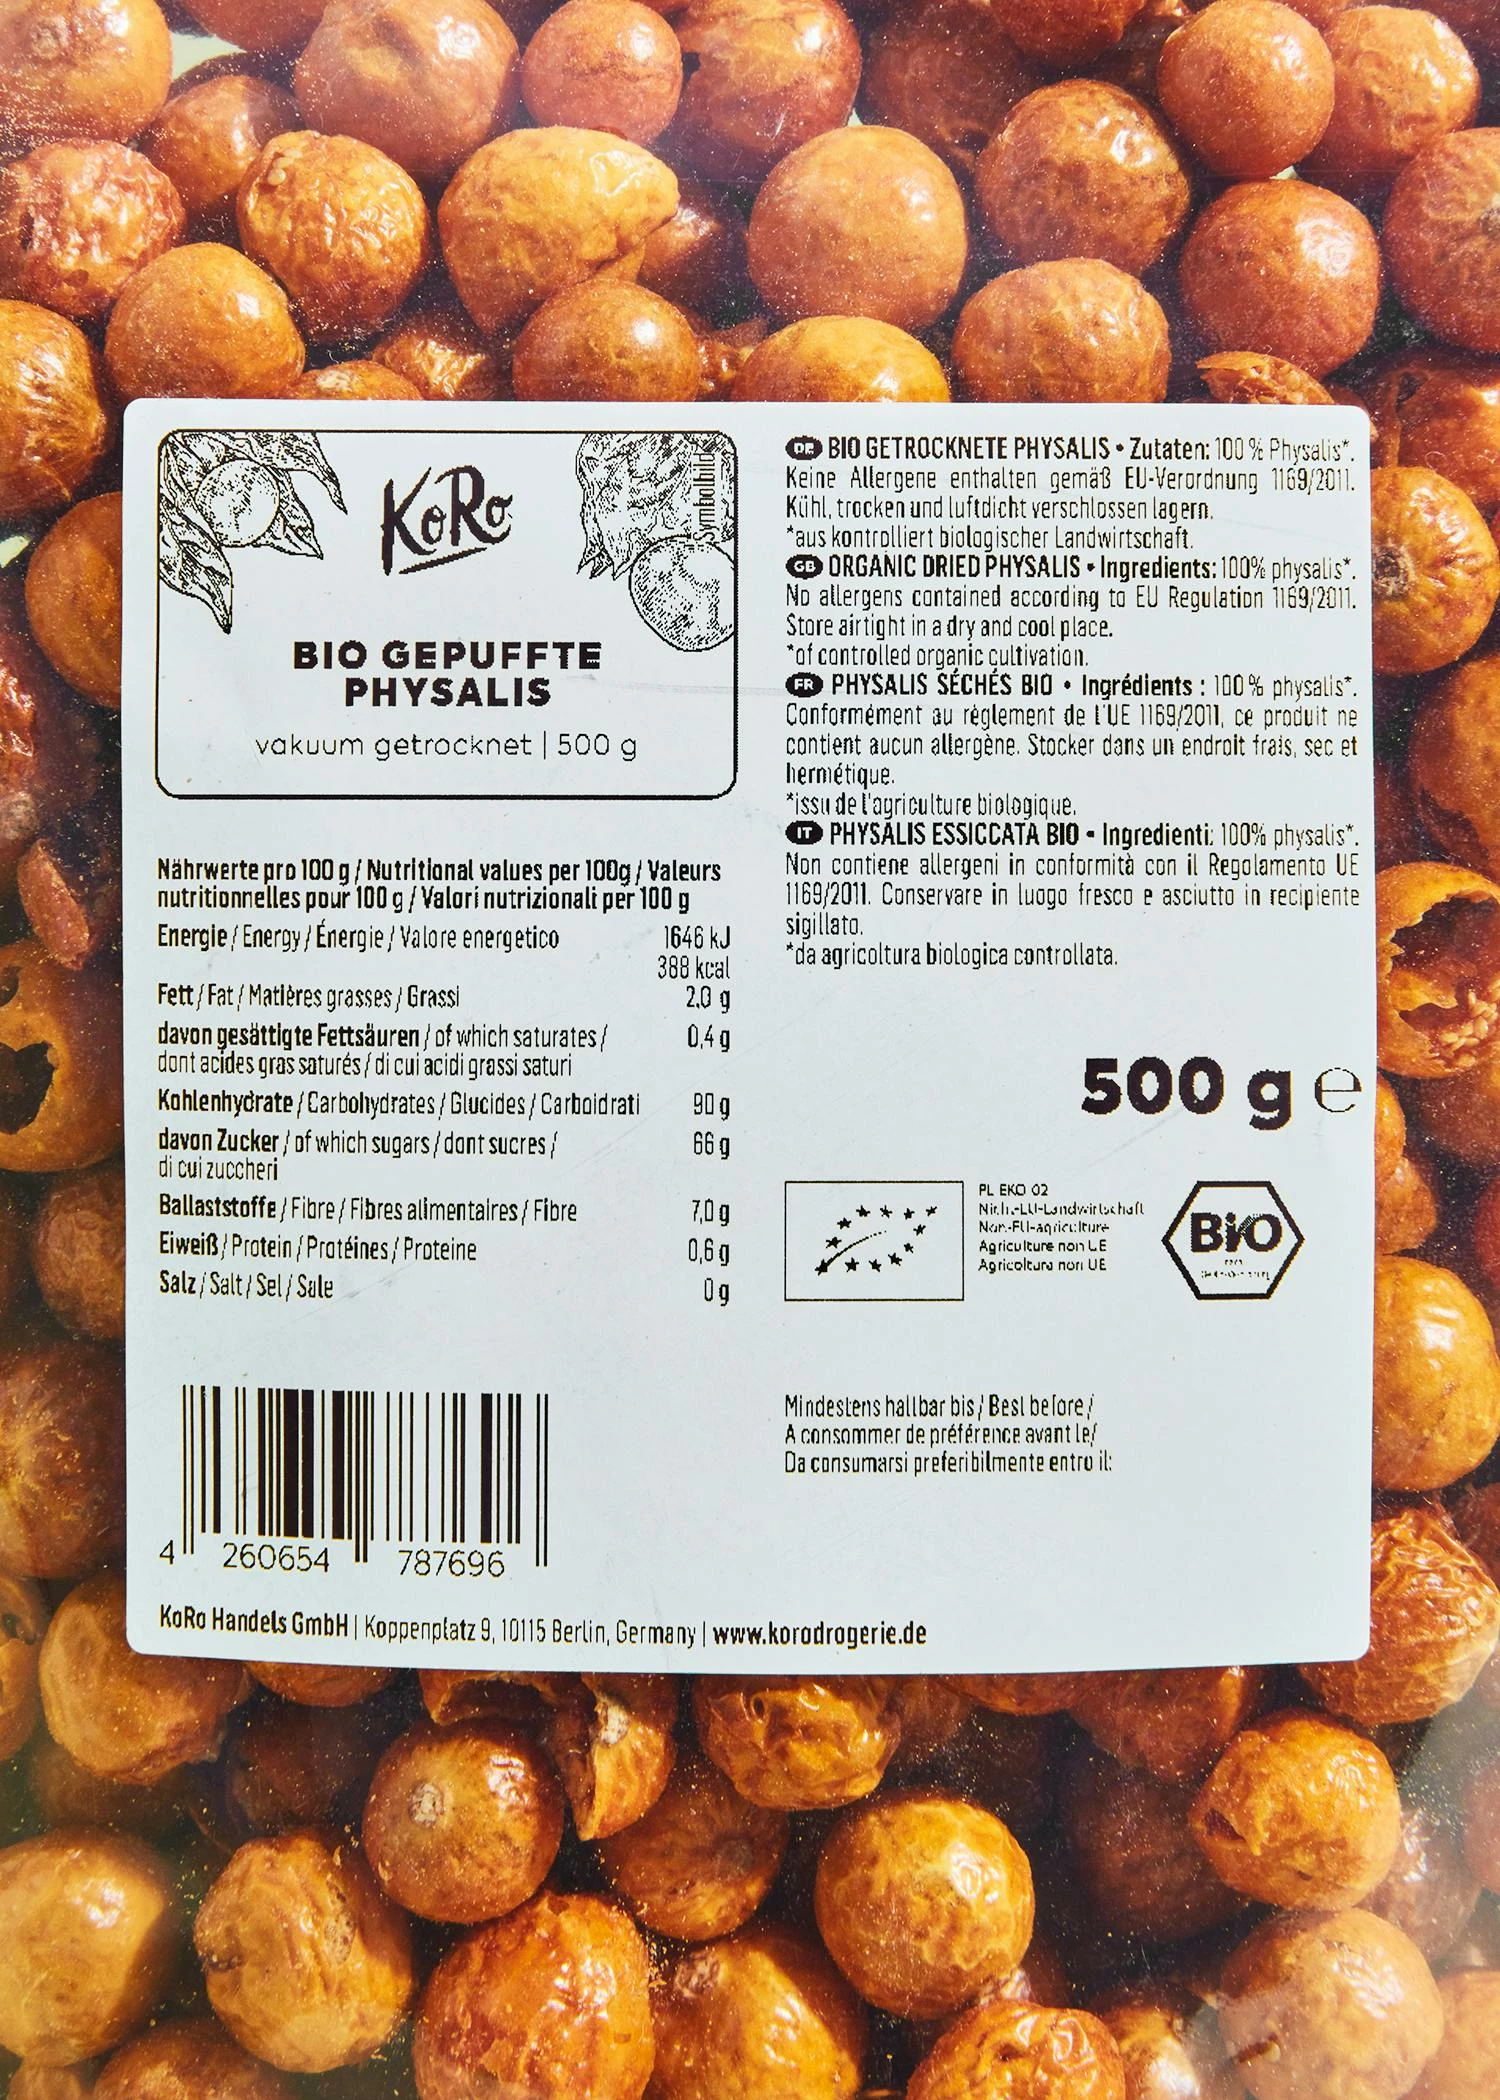 KoRo
symbolbild
BIO GEPUFFTE
PHYSALIS
vakuum getrocknet | 500 g
Nährwerte pro 100 g / Nutritional values per 100g / Valeurs
nutritionnelles pour 100 g / Valori nutrizionali per 100 g
Energie / Energy / Énergie / Valore energetico 1646 kJ
388 kcal
Fett / Fat / Matières grasses / Grassi 2,0 g
davon gesättigte Fettsäuren / of which saturates / 0,4 g
dont acides gras saturés / di cui acidi grassi saturi
Kohlenhydrate / Carbohydrates / Glucides / Carboidrati 90 g
davon Zucker / of which sugars / dont sucres / 66 g
di cui zuccheri
Ballaststoffe / Fibre / Fibres alimentaires / Fibre 7,0 g
Eiweiß / Protein / Protéines / Proteine 0,6 g
Salz / Salt / Sel / Sale 0 g
4 260654 787696
KoRo Handels GmbH | Koppenplatz 9, 10115 Berlin, Germany | www.korodrogerie.de
DE BIO GETROCKNETE PHYSALIS • Zutaten: 100 % Physalis*.
Keine Allergene enthalten gemäß EU-Verordnung 1169/2011.
Kühl, trocken und luftdicht verschlossen lagern.
*aus kontrolliert biologischer Landwirtschaft.
GB ORGANIC DRIED PHYSALIS • Ingredients: 100% physalis*.
No allergens contained according to EU Regulation 1169/2011.
Store airtight in a dry and cool place.
*of controlled organic cultivation.
FR PHYSALIS SÉCHÉS BIO • Ingrédients : 100 % physalis*.
Conformément au règlement de l'UE 1169/2011, ce produit ne
contient aucun allergène. Stocker dans un endroit frais, sec et
hermétique.
*issu de l'agriculture biologique.
IT PHYSALIS ESSICCATA BIO • Ingredienti: 100% physalis*.
Non contiene allergeni in conformità con il Regolamento UE
1169/2011. Conservare in luogo fresco e asciutto in recipiente
sigillato.
*da agricoltura biologica controllata.
500 g ℮
PL EKO 02
Nicht-EU-Landwirtschaft
Non-EU-agriculture
Agriculture non UE
Agricoltura non UE
Bio
Mindestens haltbar bis / Best before /
A consommer de préférence avant le/
Da consumarsi preferibilmente entro il: